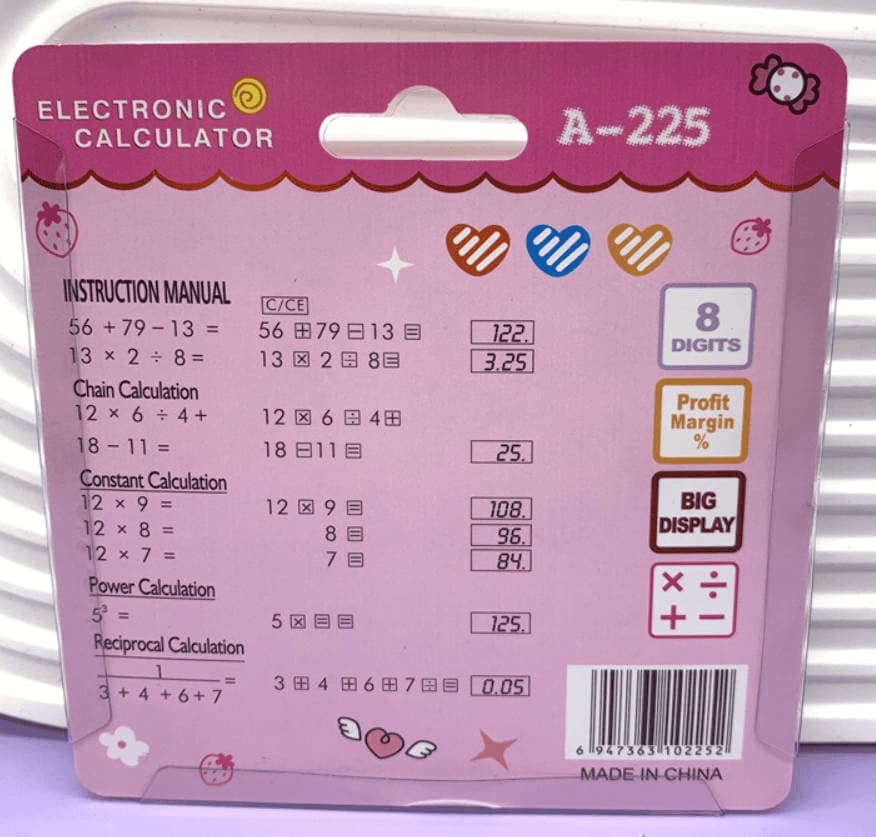 ELECTRONIC
CALCULATOR
A-225
INSTRUCTION MANUAL
C/CE
56 + 79 − 13 = 56 ⊞ 79 ⊟ 13 ⊜ 122.
13 × 2 ÷ 8 = 13 ⊠ 2 ÷ 8 = 3.25
Chain Calculation
12 × 6 ÷ 4 + 12 × 6 ÷ 4 +
18 − 11 = 18 − 11 = 25.
Constant Calculation
12 × 9 = 12 × 9 = 108.
12 × 8 = 8 = 96.
12 × 7 = 7 = 84.
Power Calculation
5³ = 5 × = = 125.
Reciprocal Calculation
1
3 + 4 + 6 + 7 = 3 + 4 + 6 + 7 ÷ = 0.05
8
DIGITS
Profit
Margin
%
BIG
DISPLAY
× ÷
+ −
6 947363 102252
MADE IN CHINA